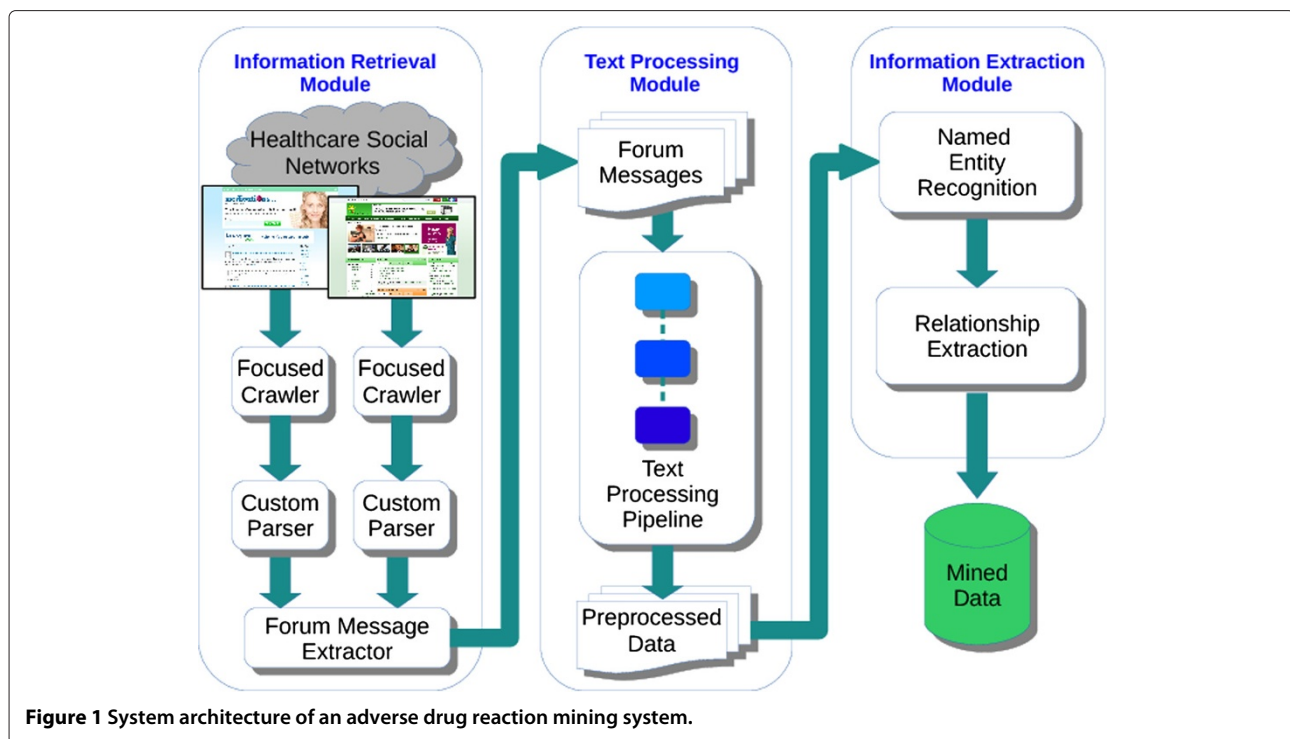 Information Retrieval
Module
Healthcare Social
Networks
Focused
Crawler
Focused
Crawler
Custom
Parser
Custom
Parser
Forum Message
Extractor
Text Processing
Module
Forum
Messages
Text
Processing
Pipeline
Preprocessed
Data
Information Extraction
Module
Named
Entity
Recognition
Relationship
Extraction
Mined
Data
Figure 1 System architecture of an adverse drug reaction mining system.